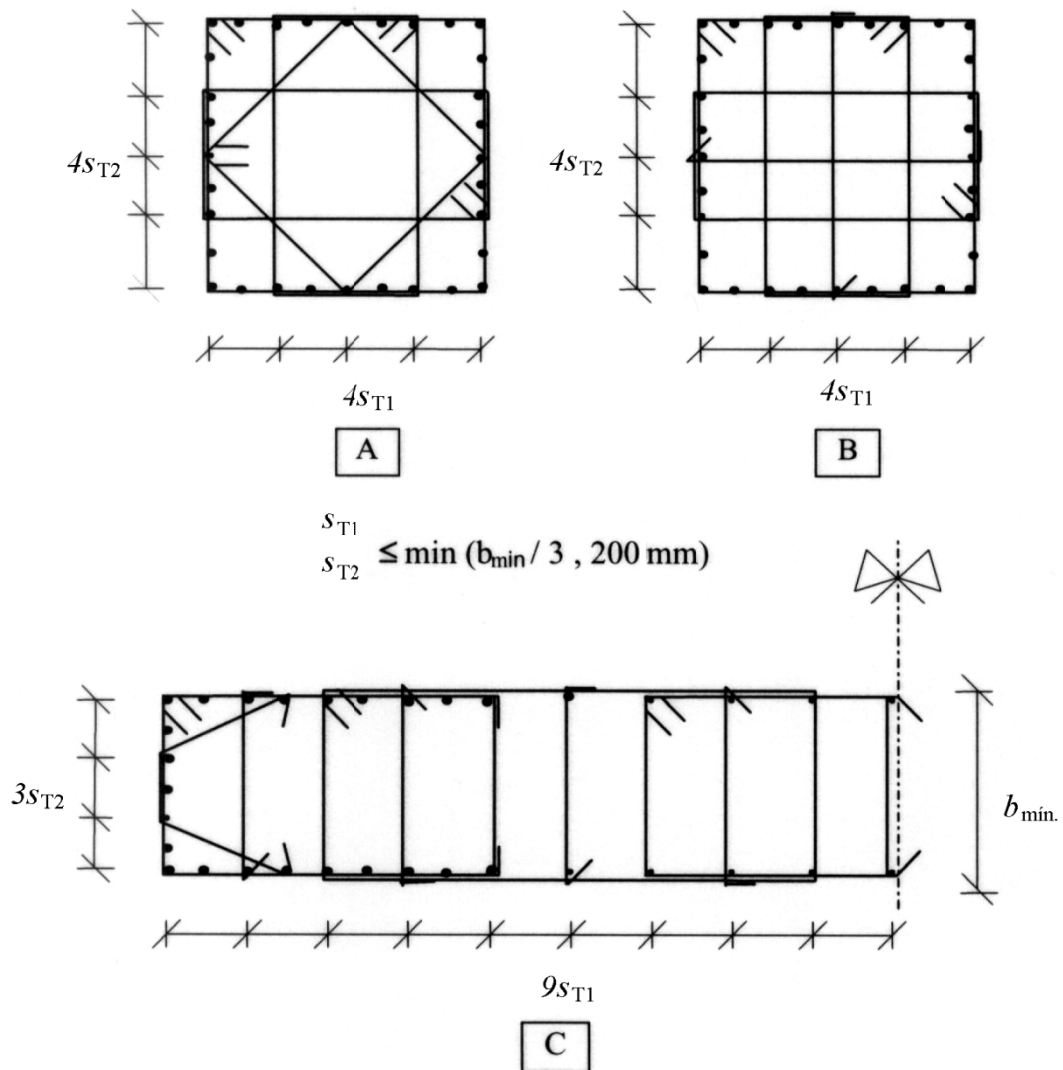 4sT2
4sT2
4sT1
4sT1
A
B
sT1
sT2
≤ min (bmin / 3 , 200 mm)
3sT2
bmín.
9sT1
C